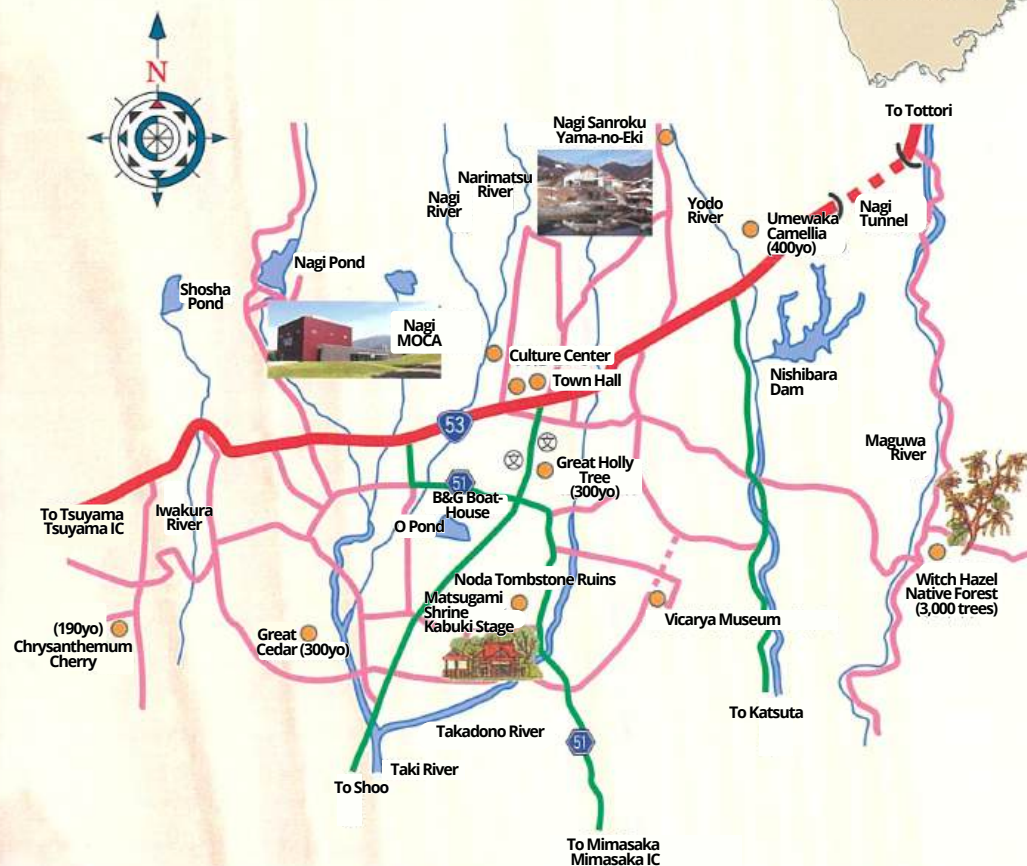 N
To Tottori
Nagi Sanroku
Yama-no-Eki
Narimatsu
River
Nagi
River
Yodo
River
Umewaka
Camellia
(400yo)
Nagi
Tunnel
Nagi Pond
Shosha
Pond
Nagi
MOCA
Culture Center
Town Hall
Nishibara
Dam
53
文
文
Great Holly
Tree
(300yo)
Maguwa
River
51
B&G Boat-
House
O Pond
To Tsuyama
Tsuyama IC
Iwakura
River
Noda Tombstone Ruins
Matsugami
Shrine
Kabuki Stage
Witch Hazel
Native Forest
(3,000 trees)
Vicarya Museum
(190yo)
Chrysanthemum
Cherry
Great
Cedar (300yo)
To Katsuta
Takadono River
51
Taki River
To Shoo
To Mimasaka
Mimasaka IC